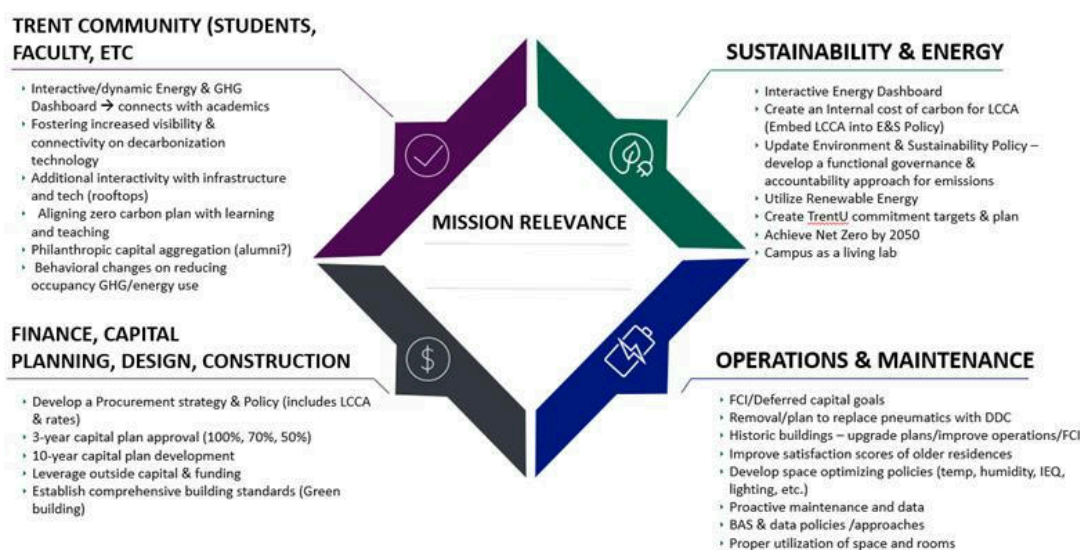 TRENT COMMUNITY (STUDENTS,
FACULTY, ETC
Interactive/dynamic Energy & GHG
Dashboard → connects with academics
Fostering increased visibility &
connectivity on decarbonization
technology
Additional interactivity with infrastructure
and tech (rooftops)
Aligning zero carbon plan with learning
and teaching
Philanthropic capital aggregation (alumni?)
Behavioral changes on reducing
occupancy GHG/energy use
SUSTAINABILITY & ENERGY
Interactive Energy Dashboard
Create an Internal cost of carbon for LCCA
(Embed LCCA into E&S Policy)
Update Environment & Sustainability Policy –
develop a functional governance &
accountability approach for emissions
Utilize Renewable Energy
Create TrentU commitment targets & plan
Achieve Net Zero by 2050
Campus as a living lab
MISSION RELEVANCE
FINANCE, CAPITAL
PLANNING, DESIGN, CONSTRUCTION
Develop a Procurement strategy & Policy (includes LCCA
& rates)
3-year capital plan approval (100%, 70%, 50%)
10-year capital plan development
Leverage outside capital & funding
Establish comprehensive building standards (Green
building)
$
OPERATIONS & MAINTENANCE
FCI/Deferred capital goals
Removal/plan to replace pneumatics with DDC
Historic buildings – upgrade plans/improve operations/FCI
Improve satisfaction scores of older residences
Develop space optimizing policies (temp, humidity, IEQ,
lighting, etc.)
Proactive maintenance and data
BAS & data policies /approaches
Proper utilization of space and rooms